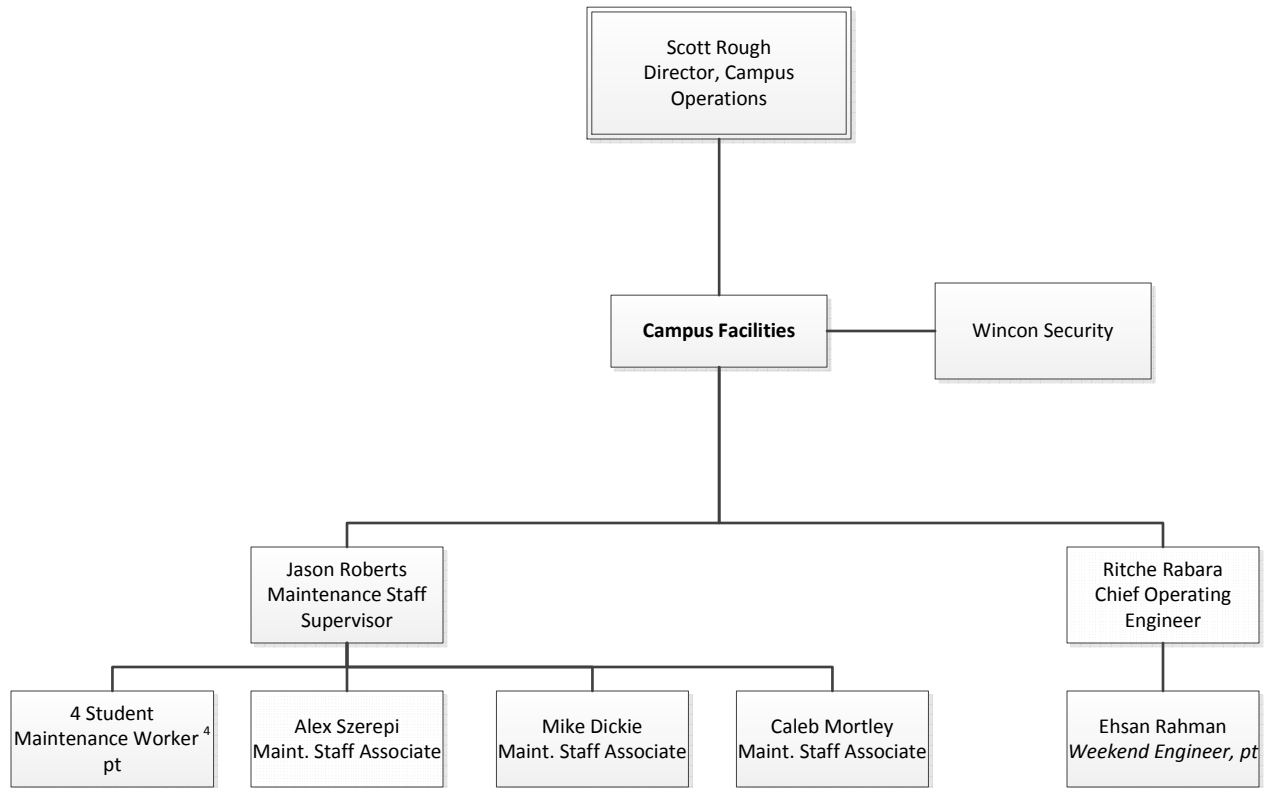 Scott Rough
Director, Campus
Operations
Campus Facilities
Wincon Security
Jason Roberts
Maintenance Staff
Supervisor
Ritche Rabara
Chief Operating
Engineer
4 Student
Maintenance Worker 4
pt
Alex Szerepi
Maint. Staff Associate
Mike Dickie
Maint. Staff Associate
Caleb Mortley
Maint. Staff Associate
Ehsan Rahman
Weekend Engineer, pt